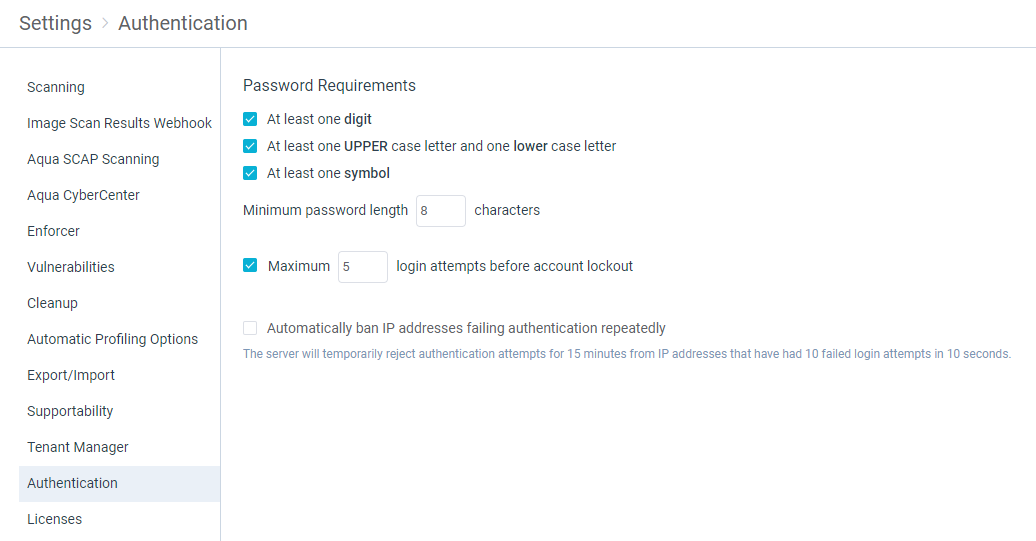 Settings > Authentication
Scanning
Image Scan Results Webhook
Aqua SCAP Scanning
Aqua CyberCenter
Enforcer
Vulnerabilities
Cleanup
Automatic Profiling Options
Export/Import
Supportability
Tenant Manager
Authentication
Licenses
Password Requirements
At least one digit
At least one UPPER case letter and one lower case letter
At least one symbol
Minimum password length 8 characters
Maximum 5 login attempts before account lockout
Automatically ban IP addresses failing authentication repeatedly
The server will temporarily reject authentication attempts for 15 minutes from IP addresses that have had 10 failed login attempts in 10 seconds.